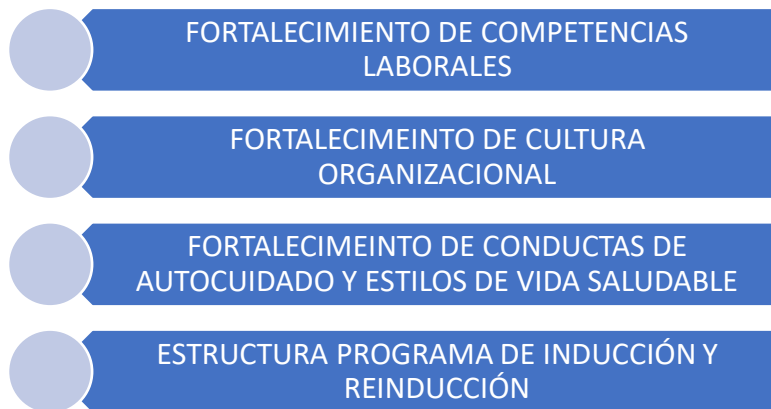 FORTALECIMIENTO DE COMPETENCIAS
LABORALES
FORTALECIMEINTO DE CULTURA
ORGANIZACIONAL
FORTALECIMEINTO DE CONDUCTAS DE
AUTOCUIDADO Y ESTILOS DE VIDA SALUDABLE
ESTRUCTURA PROGRAMA DE INDUCCIÓN Y
REINDUCCIÓN